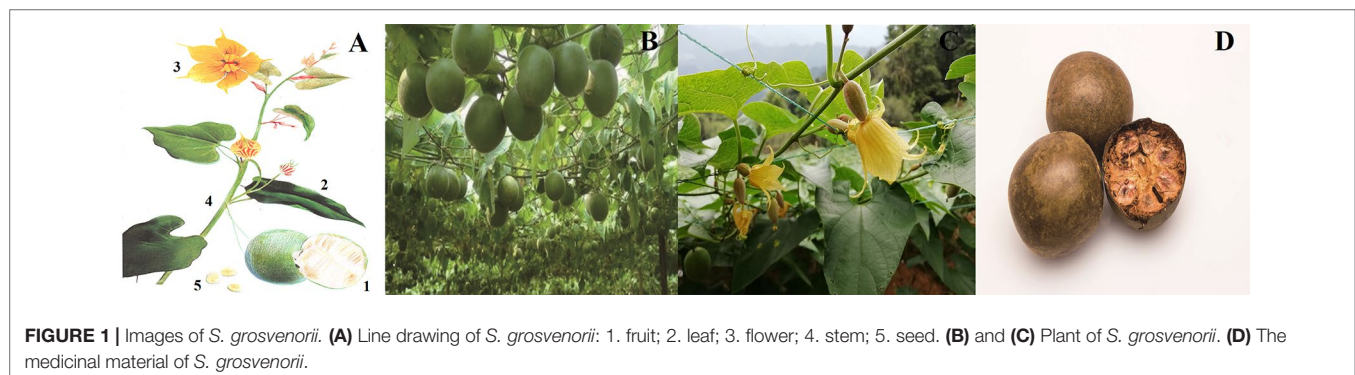 A
B
C
D
3
2
4
5
1
FIGURE 1 | Images of S. grosvenorii. (A) Line drawing of S. grosvenorii: 1. fruit; 2. leaf; 3. flower; 4. stem; 5. seed. (B) and (C) Plant of S. grosvenorii. (D) The
medicinal material of S. grosvenorii.